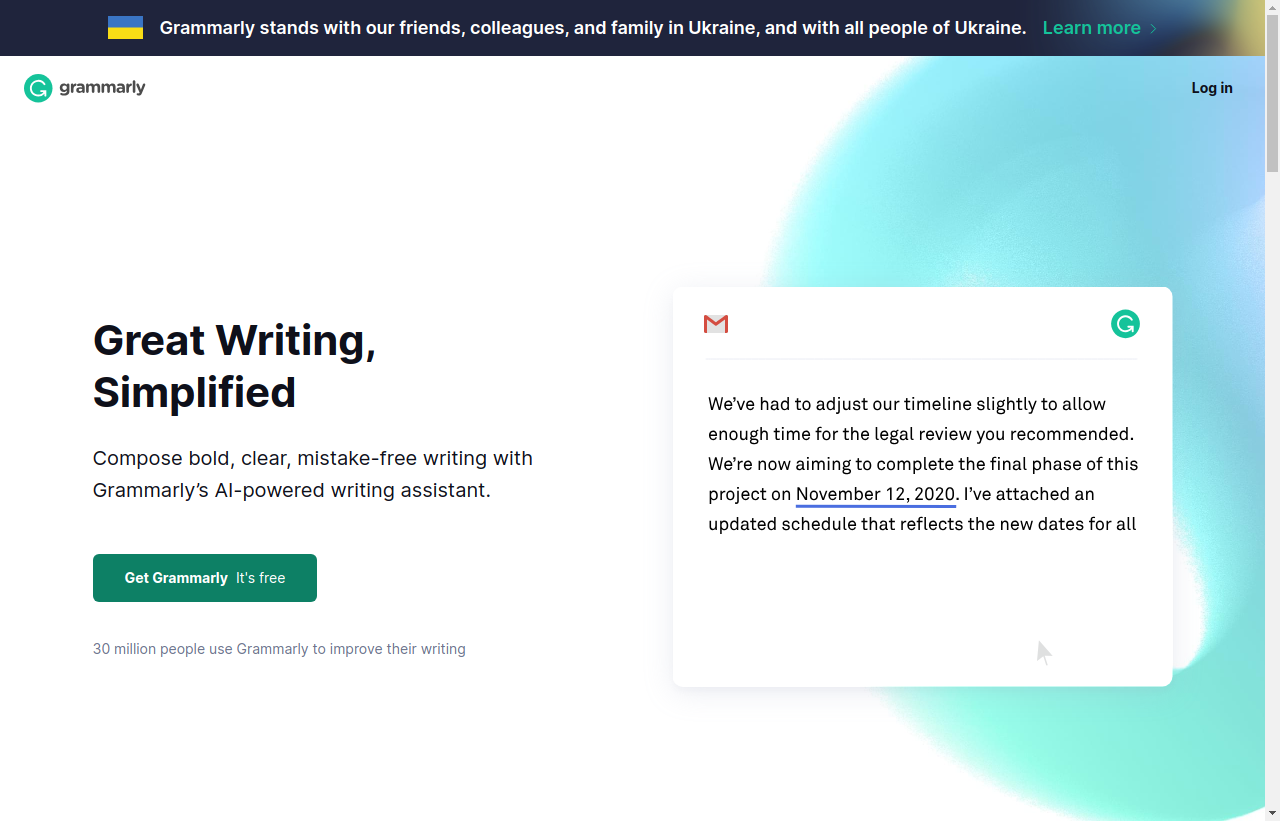 Grammarly stands with our friends, colleagues, and family in Ukraine, and with all people of Ukraine. Learn more
grammarly
Log in
Great Writing,
Simplified
Compose bold, clear, mistake-free writing with
Grammarly’s AI-powered writing assistant.
Get Grammarly It's free
30 million people use Grammarly to improve their writing
We’ve had to adjust our timeline slightly to allow
enough time for the legal review you recommended.
We’re now aiming to complete the final phase of this
project on November 12, 2020. I’ve attached an
updated schedule that reflects the new dates for all